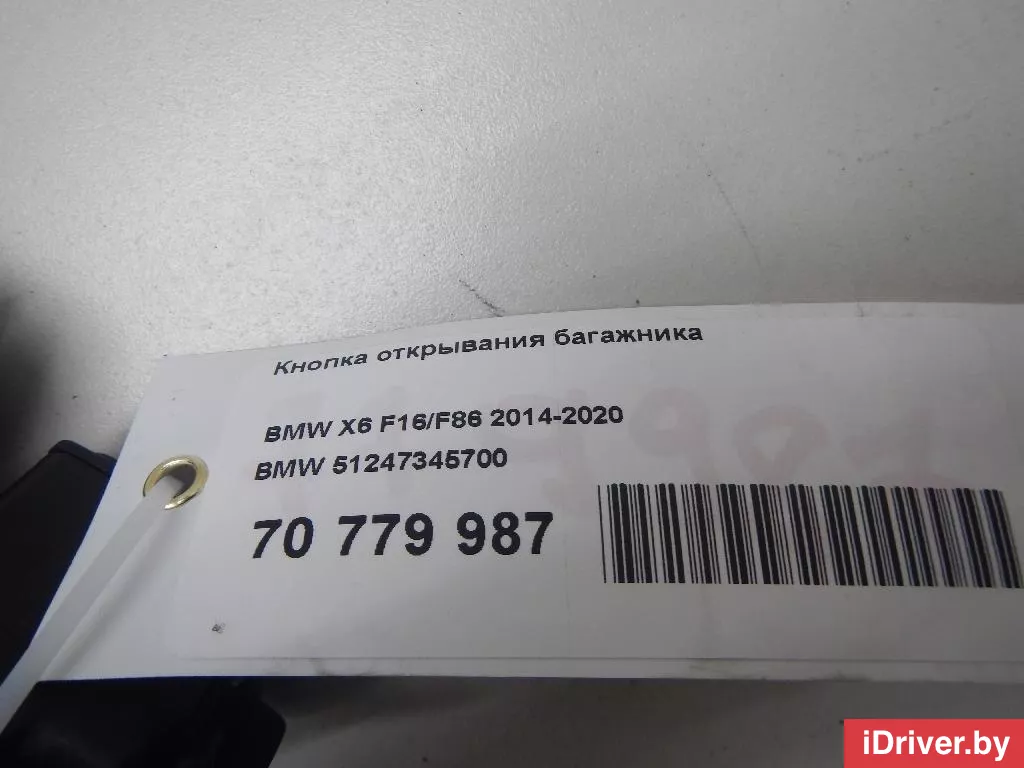 Кнопка открывания багажника
BMW X6 F16/F86 2014-2020
BMW 51247345700
70 779 987
iDriver.by